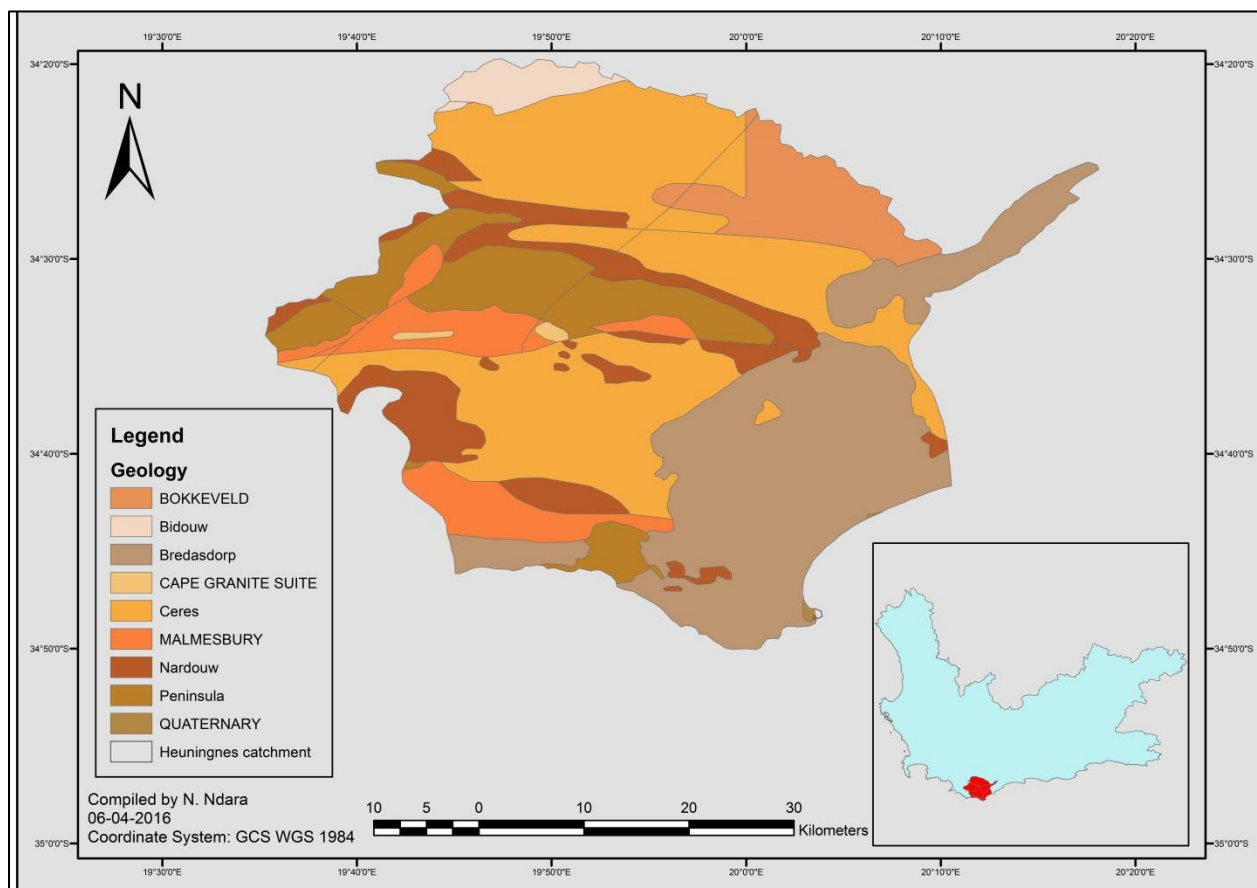 19°30'0"E 19°40'0"E 19°50'0"E 20°0'0"E 20°10'0"E 20°20'0"E
34°20'0"S 34°20'0"S
N
34°30'0"S 34°30'0"S
34°40'0"S 34°40'0"S
34°50'0"S 34°50'0"S
35°0'0"S 35°0'0"S
Legend
Geology
BOKKEVELD
Bidouw
Bredasdorp
CAPE GRANITE SUITE
Ceres
MALMESBURY
Nardouw
Peninsula
QUATERNARY
Heuningnes catchment
Compiled by N. Ndara
06-04-2016
Coordinate System: GCS WGS 1984
10 5 0 10 20 30
Kilometers
19°30'0"E 19°40'0"E 19°50'0"E 20°0'0"E 20°10'0"E 20°20'0"E